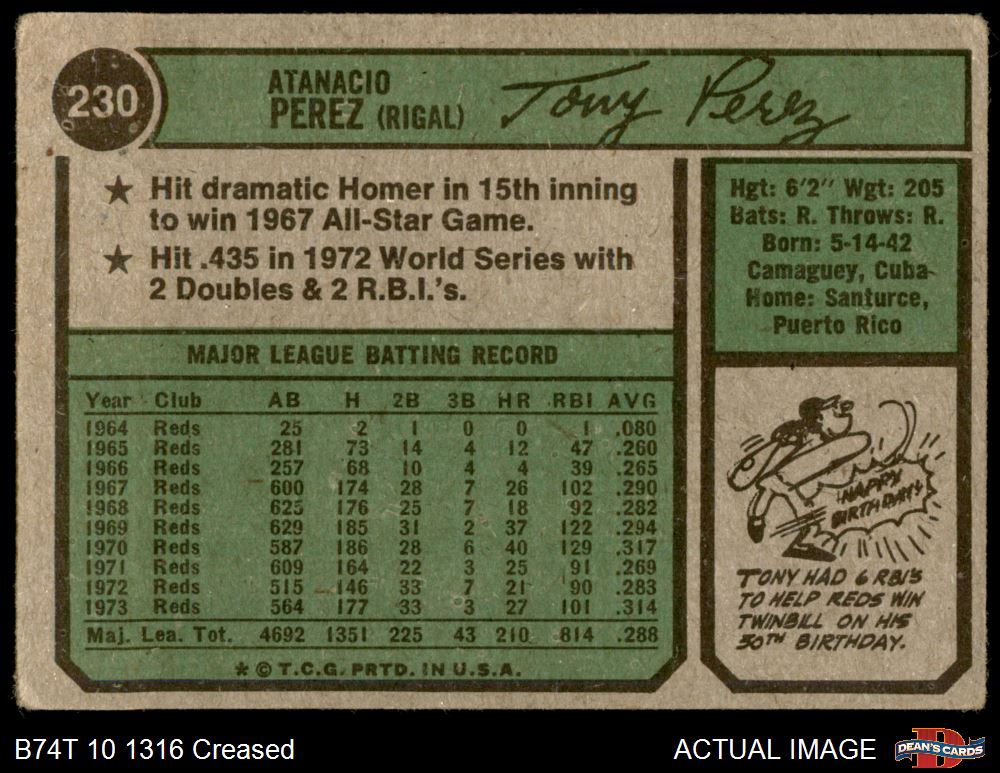 230
ATANACIO
PEREZ (RIGAL)
Tony Perez
★ Hit dramatic Homer in 15th inning
to win 1967 All-Star Game.
★ Hit .435 in 1972 World Series with
2 Doubles & 2 R.B.I.'s.
Hgt: 6'2" Wgt: 205
Bats: R. Throws: R.
Born: 5-14-42
Camaguey, Cuba
Home: Santurce,
Puerto Rico
MAJOR LEAGUE BATTING RECORD
Year Club AB H 2B 3B HR RBI AVG
1964 Reds 25 2 1 0 0 1 .080
1965 Reds 281 73 14 4 12 47 .260
1966 Reds 257 68 10 4 4 39 .265
1967 Reds 600 174 28 7 26 102 .290
1968 Reds 625 176 25 7 18 92 .282
1969 Reds 629 185 31 2 37 122 .294
1970 Reds 587 186 28 6 40 129 .317
1971 Reds 609 164 22 3 25 91 .269
1972 Reds 515 146 33 7 21 90 .283
1973 Reds 564 177 33 3 27 101 .314
Maj. Lea. Tot. 4692 1351 225 43 210 814 .288
* © T.C.G. PRTD. IN U.S.A.
HAPPY
BIRTHDAY!
TONY HAD 6 RBI'S
TO HELP REDS WIN
TWINBILL ON HIS
30TH BIRTHDAY.
B74T 10 1316 Creased
ACTUAL IMAGE
D
DEAN'S CARDS